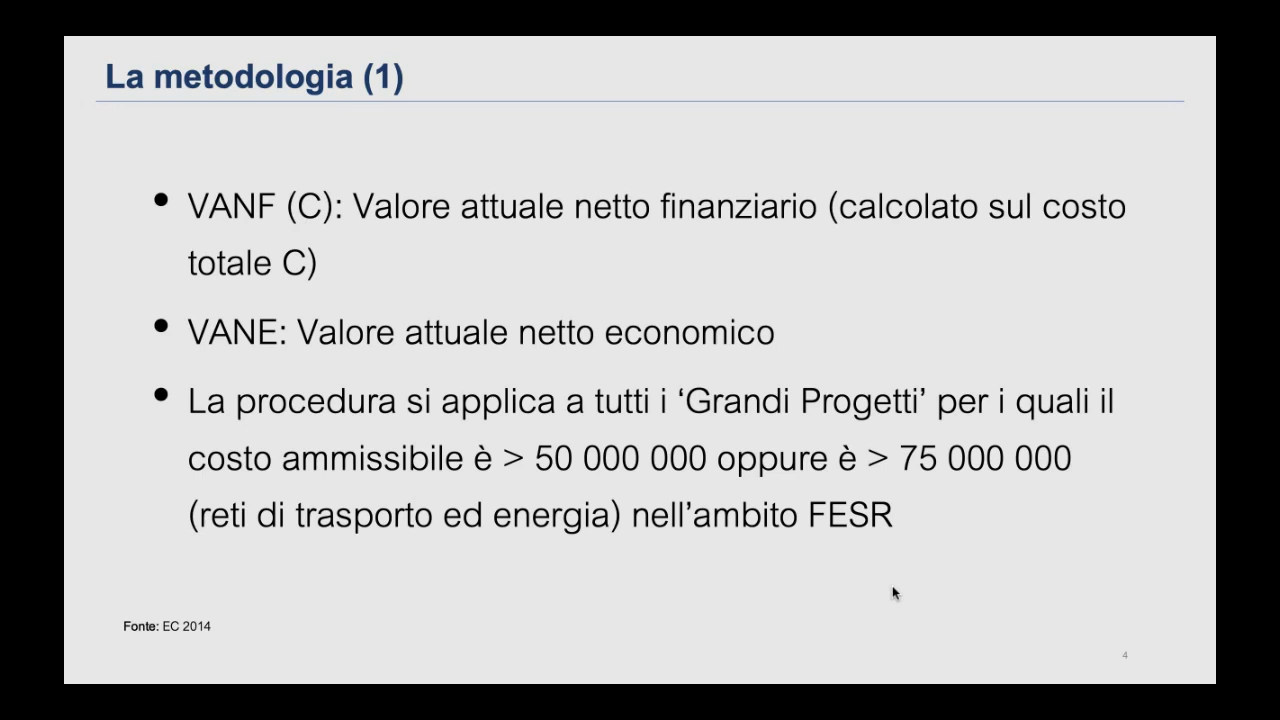 La metodologia (1)
• VANF (C): Valore attuale netto finanziario (calcolato sul costo
totale C)
• VANE: Valore attuale netto economico
• La procedura si applica a tutti i ‘Grandi Progetti’ per i quali il
costo ammissibile è > 50 000 000 oppure è > 75 000 000
(reti di trasporto ed energia) nell’ambito FESR
Fonte: EC 2014
4